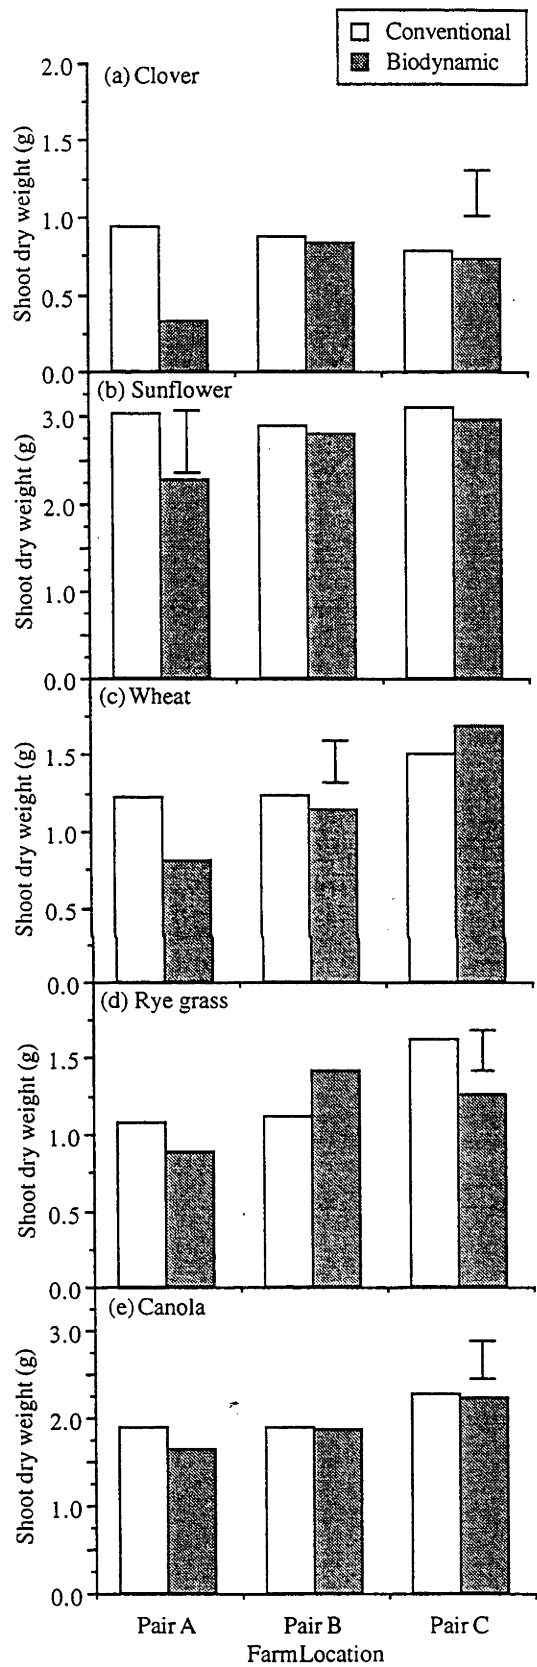 Conventional
Biodynamic
(a) Clover
Shoot dry weight (g)
2.0
1.5
1.0
0.5
0.0
(b) Sunflower
Shoot dry weight (g)
3.0
2.0
1.0
0.0
(c) Wheat
Shoot dry weight (g)
1.5
1.0
0.5
0.0
(d) Rye grass
Shoot dry weight (g)
1.5
1.0
0.5
0.0
(e) Canola
Shoot dry weight (g)
3.0
2.0
1.0
0.0
Pair A Pair B Pair C
Farm Location